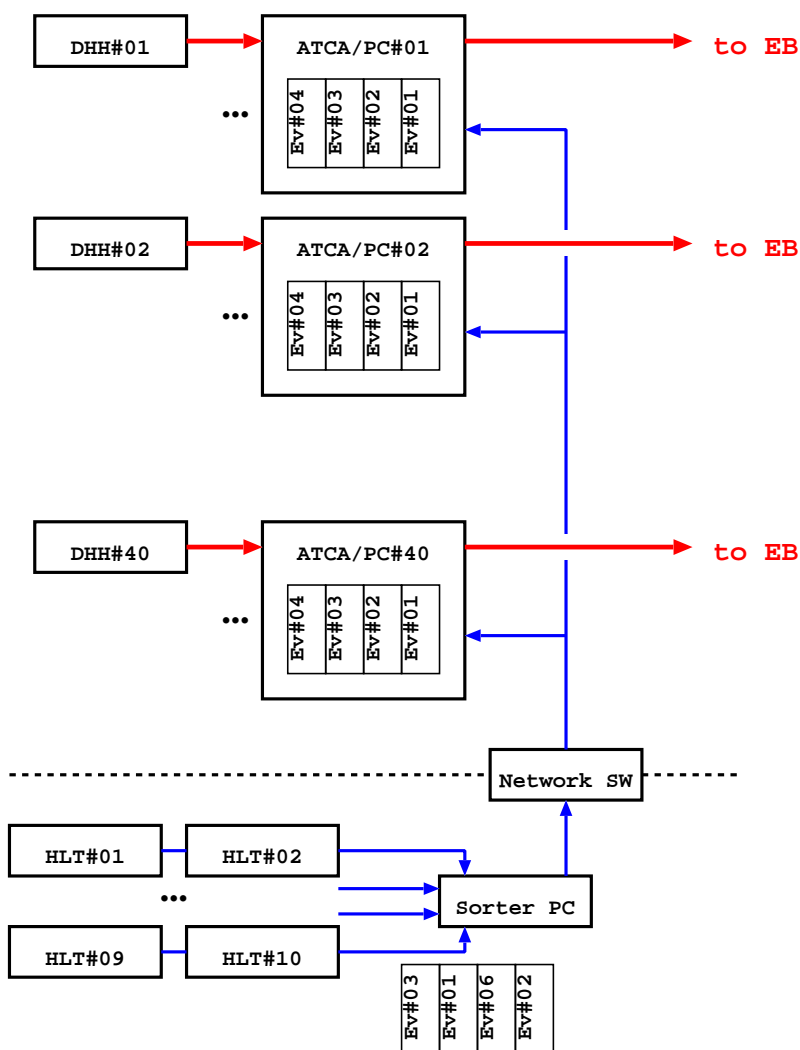 DHH#01
ATCA/PC#01
to EB
...
Ev#04
Ev#03
Ev#02
Ev#01
DHH#02
ATCA/PC#02
to EB
...
Ev#04
Ev#03
Ev#02
Ev#01
DHH#40
ATCA/PC#40
to EB
...
Ev#04
Ev#03
Ev#02
Ev#01
Network SW
HLT#01
HLT#02
...
Sorter PC
HLT#09
HLT#10
Ev#03
Ev#01
Ev#06
Ev#02